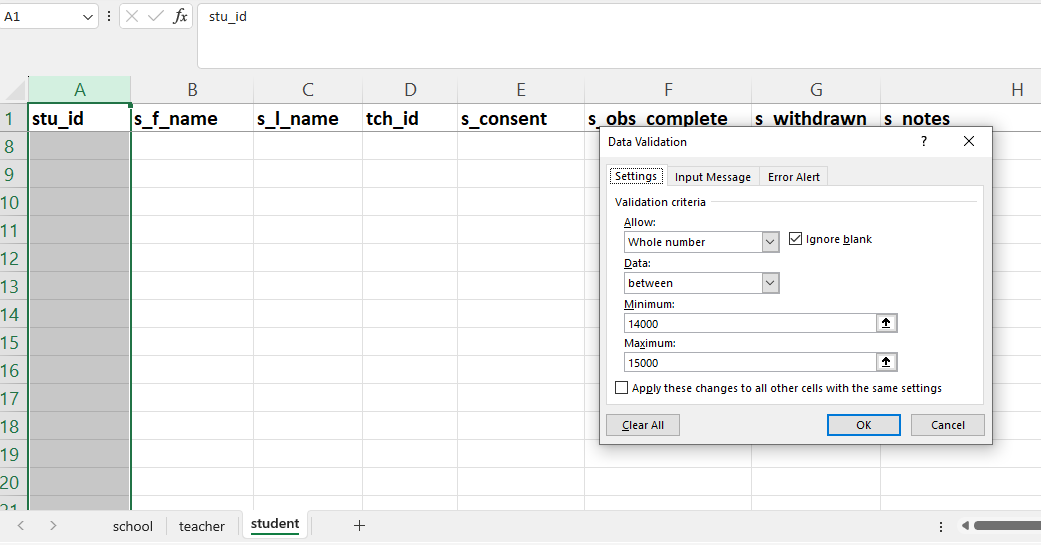 A1 fx stu_id
A B C D E F G H
1 stu_id s_f_name s_l_name tch_id s_consent s_obs_complete s_withdrawn s_notes
8
9
10
11
12
13
14
15
16
17
18
19
20
21
Data Validation ? ×
Settings Input Message Error Alert
Validation criteria
Allow:
Whole number Ignore blank
Data:
between
Minimum:
14000
Maximum:
15000
Apply these changes to all other cells with the same settings
Clear All OK Cancel
school teacher student +